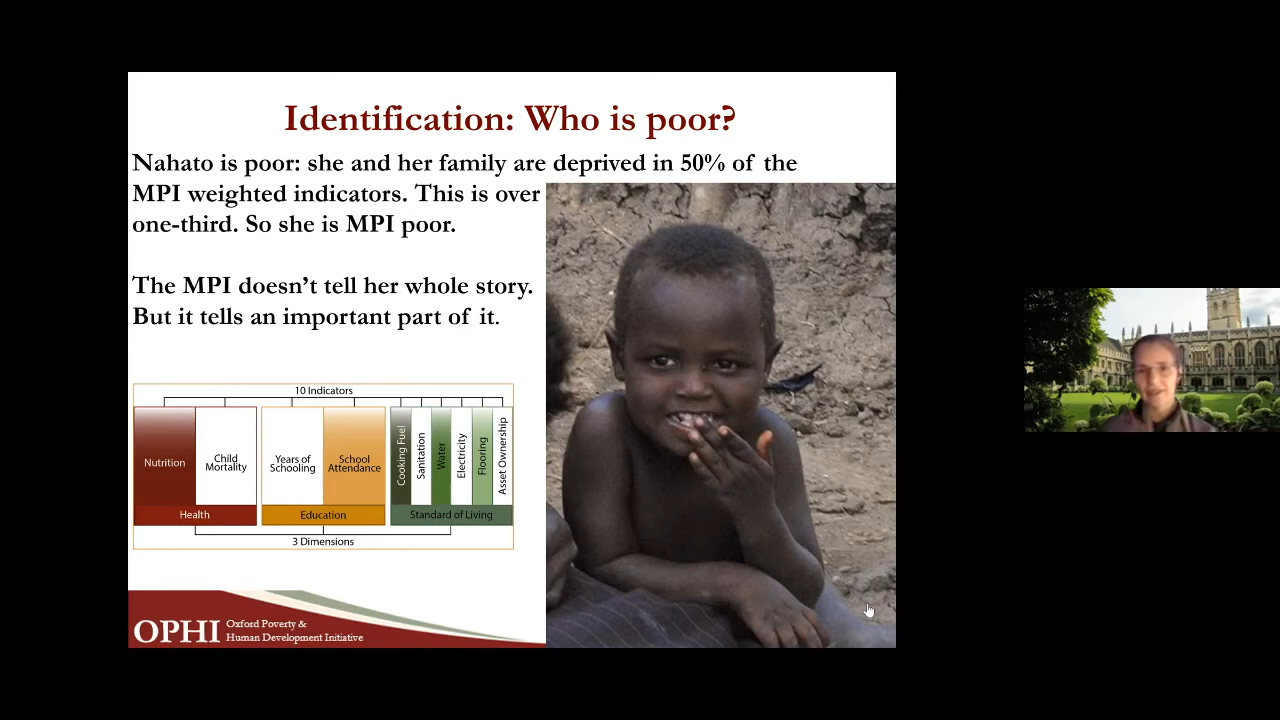 Identification: Who is poor?
Nahato is poor: she and her family are deprived in 50% of the
MPI weighted indicators. This is over
one-third. So she is MPI poor.
The MPI doesn’t tell her whole story.
But it tells an important part of it.
10 Indicators
Nutrition
Child
Mortality
Years of
Schooling
School
Attendance
Cooking Fuel
Sanitation
Water
Electricity
Flooring
Asset Ownership
Health
Education
Standard of Living
3 Dimensions
OPHI
Oxford Poverty &
Human Development Initiative